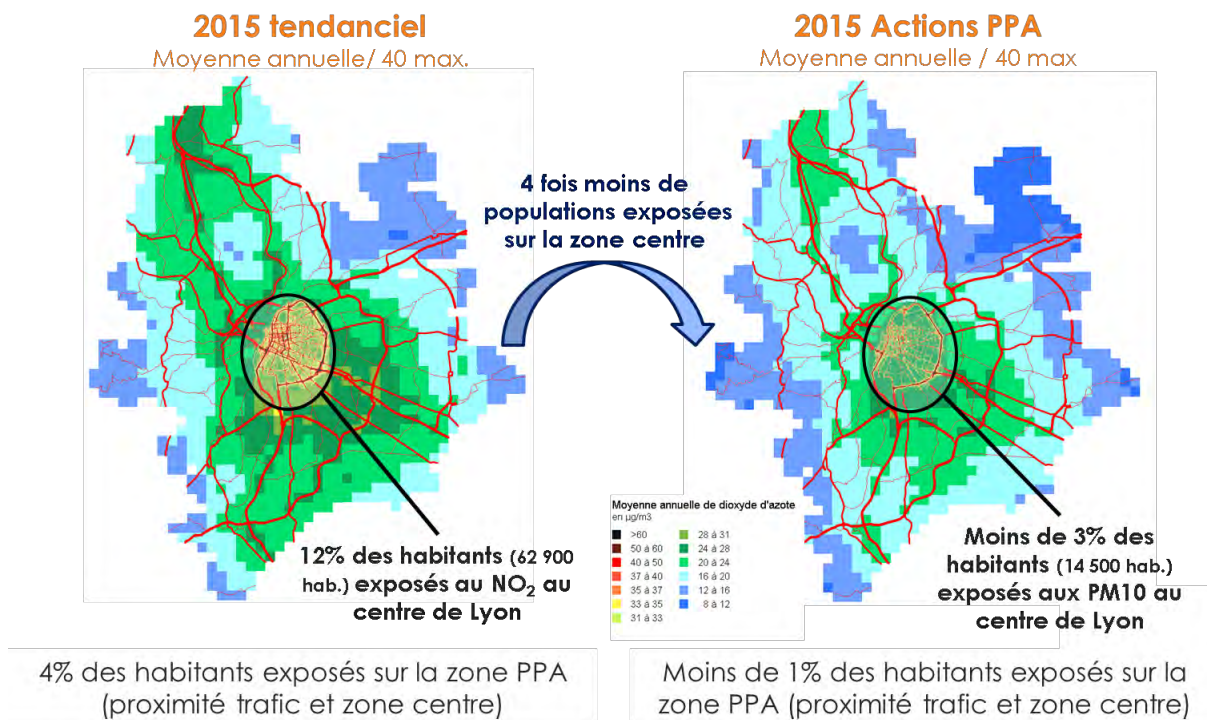 2015 tendanciel
Moyenne annuelle/ 40 max.
2015 Actions PPA
Moyenne annuelle / 40 max
4 fois moins de
populations exposées
sur la zone centre
12% des habitants (62 900
hab.) exposés au NO2 au
centre de Lyon
Moyenne annuelle de dioxyde d'azote
en µg/m3
>60
50 à 60
40 à 50
37 à 40
35 à 37
33 à 35
31 à 33
28 à 31
24 à 28
20 à 24
16 à 20
12 à 16
8 à 12
Moins de 3% des
habitants (14 500 hab.)
exposés aux PM10 au
centre de Lyon
4% des habitants exposés sur la zone PPA
(proximité trafic et zone centre)
Moins de 1% des habitants exposés sur la
zone PPA (proximité trafic et zone centre)